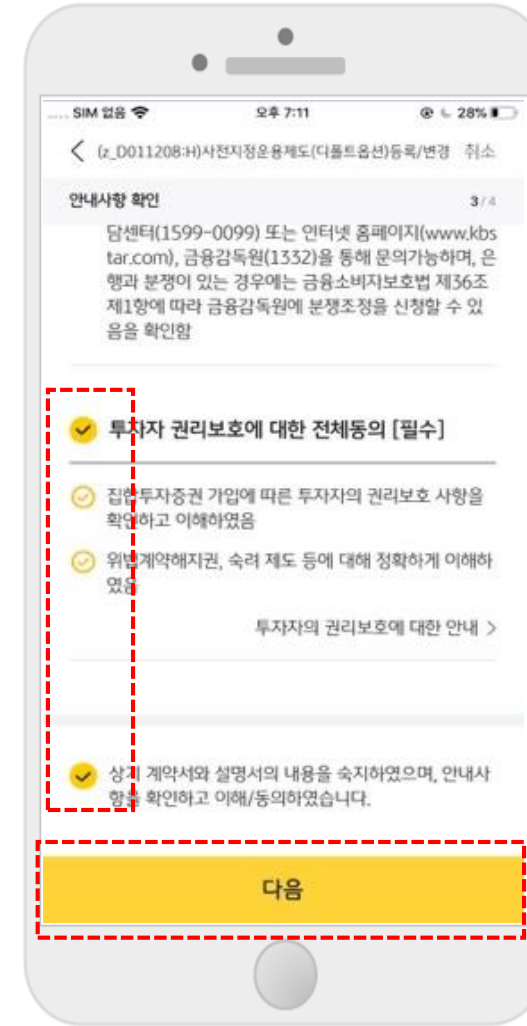 SIM 없음 오후 7:11 28%
(z_D011208:H)사전지정운용제도(디폴트옵션)등록/변경 취소
안내사항 확인 3/4
담센터(1599-0099) 또는 인터넷 홈페이지(www.kbs
tar.com), 금융감독원(1332)을 통해 문의가능하며, 은
행과 분쟁이 있는 경우에는 금융소비자보호법 제36조
제1항에 따라 금융감독원에 분쟁조정을 신청할 수 있
음을 확인함
투자자 권리보호에 대한 전체동의 [필수]
집합투자증권 가입에 따른 투자자의 권리보호 사항을
확인하고 이해하였음
위법계약해지권, 숙려 제도 등에 대해 정확하게 이해하
였음
투자자의 권리보호에 대한 안내 >
상기 계약서와 설명서의 내용을 숙지하였으며, 안내사
항을 확인하고 이해/동의하였습니다.
다음